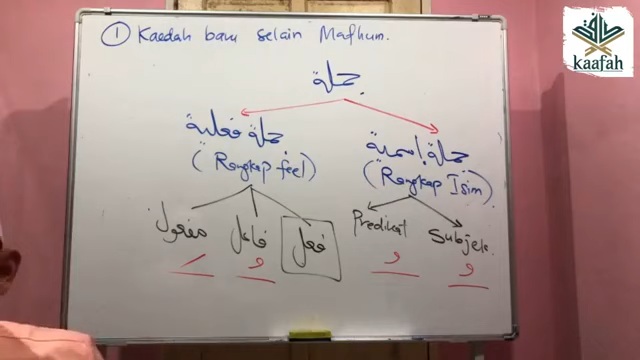 ① Kaedah baru selain Mafhum.
جملة
جملة فعلية
(Rangkap feel)
جملة إسمية
(Rangkap Isim)
فعل
فاعل
مفعول
Predikat
Subjek.
و
و
و
kaafah